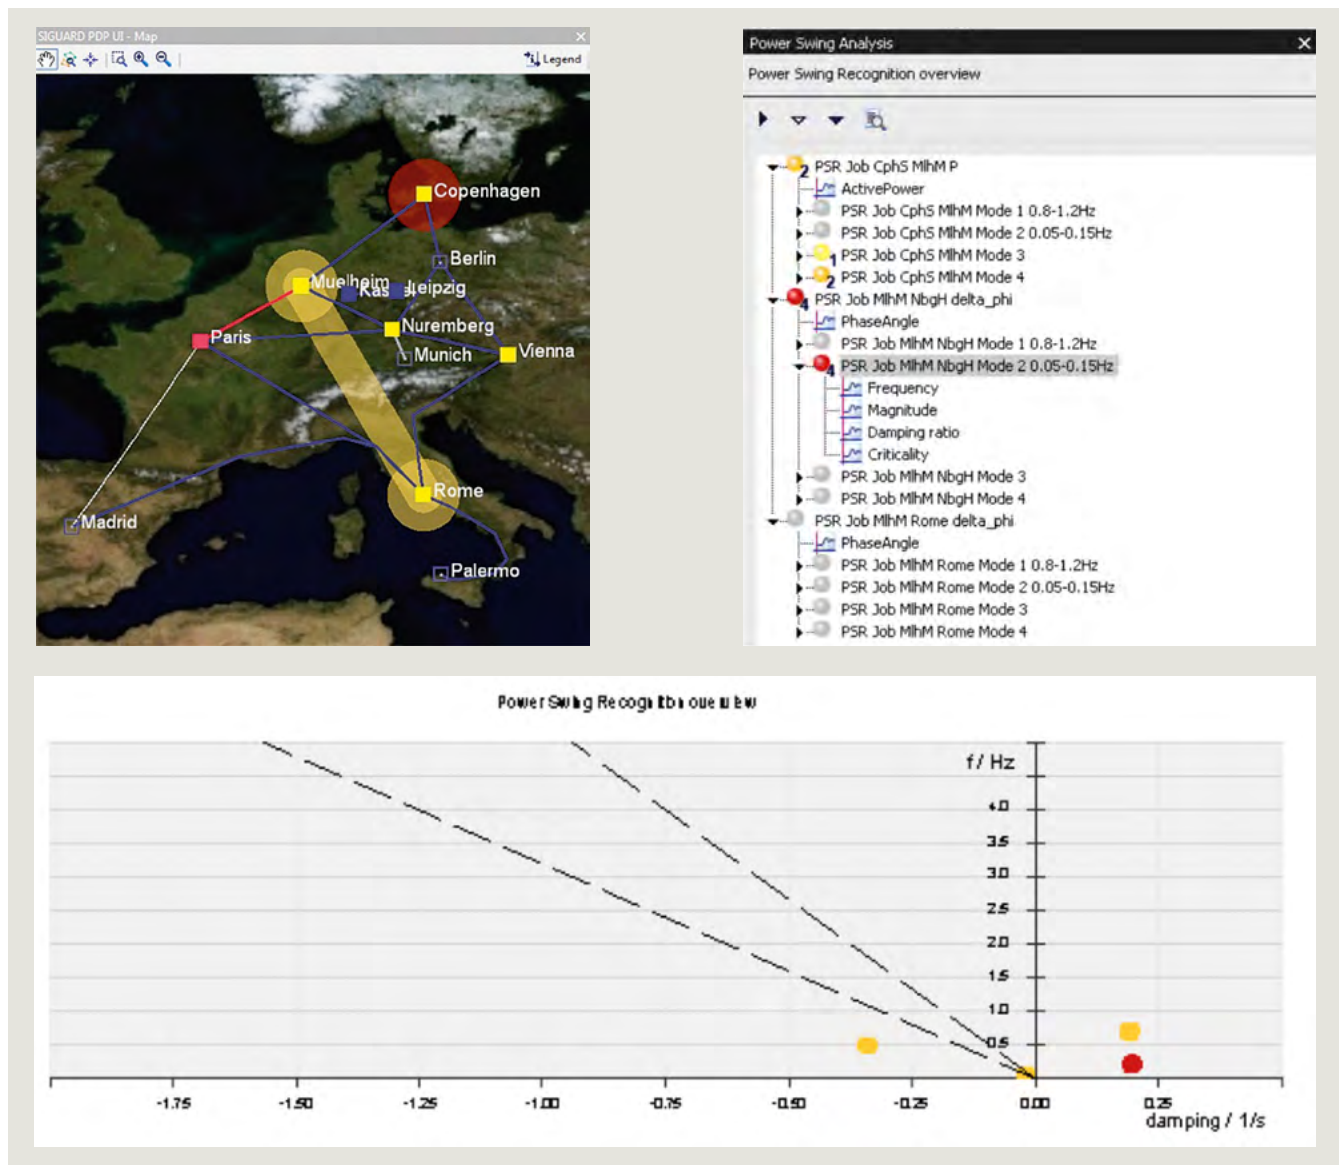 SIGUARD PDP UI - Map
Legend
Copenhagen
Berlin
Muelheim
Leipzig
Nuremberg
Paris
Munich
Vienna
Rome
Madrid
Palermo
Power Swing Analysis
Power Swing Recognition overview
2 PSR Job CphS MlhM P
ActivePower
PSR Job CphS MlhM Mode 1 0.8-1.2Hz
PSR Job CphS MlhM Mode 2 0.05-0.15Hz
1 PSR Job CphS MlhM Mode 3
2 PSR Job CphS MlhM Mode 4
4 PSR Job MlhM NbgH delta_phi
PhaseAngle
PSR Job MlhM NbgH Mode 1 0.8-1.2Hz
4 PSR Job MlhM NbgH Mode 2 0.05-0.15Hz
Frequency
Magnitude
Damping ratio
Criticality
PSR Job MlhM NbgH Mode 3
PSR Job MlhM NbgH Mode 4
PSR Job MlhM Rome delta_phi
PhaseAngle
PSR Job MlhM Rome Mode 1 0.8-1.2Hz
PSR Job MlhM Rome Mode 2 0.05-0.15Hz
PSR Job MlhM Rome Mode 3
PSR Job MlhM Rome Mode 4
Power Swing Recognition overview
f/ Hz
4.0
3.5
3.0
2.5
2.0
1.5
1.0
0.5
-1.75 -1.50 -1.25 -1.00 -0.75 -0.50 -0.25 0.00 0.25
damping / 1/s